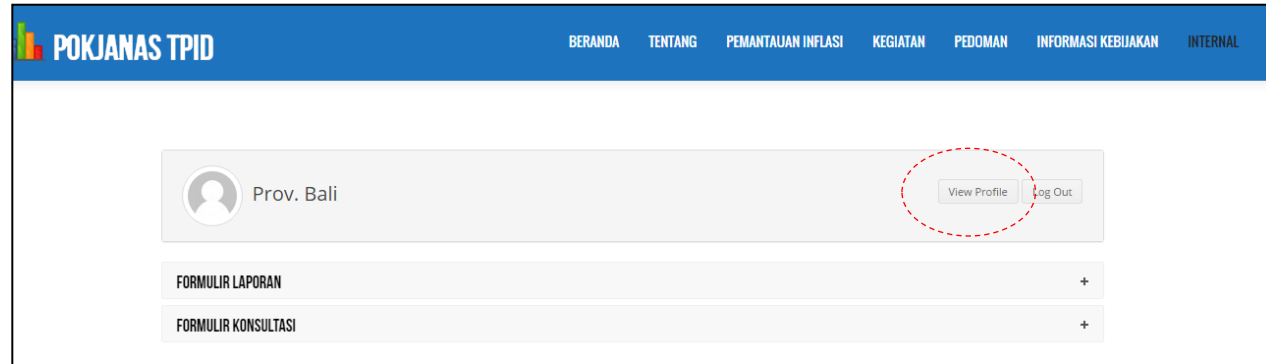 POKJANAS TPID
BERANDA TENTANG PEMANTAUAN INFLASI KEGIATAN PEDOMAN INFORMASI KEBIJAKAN INTERNAL
Prov. Bali
View Profile Log Out
FORMULIR LAPORAN +
FORMULIR KONSULTASI +